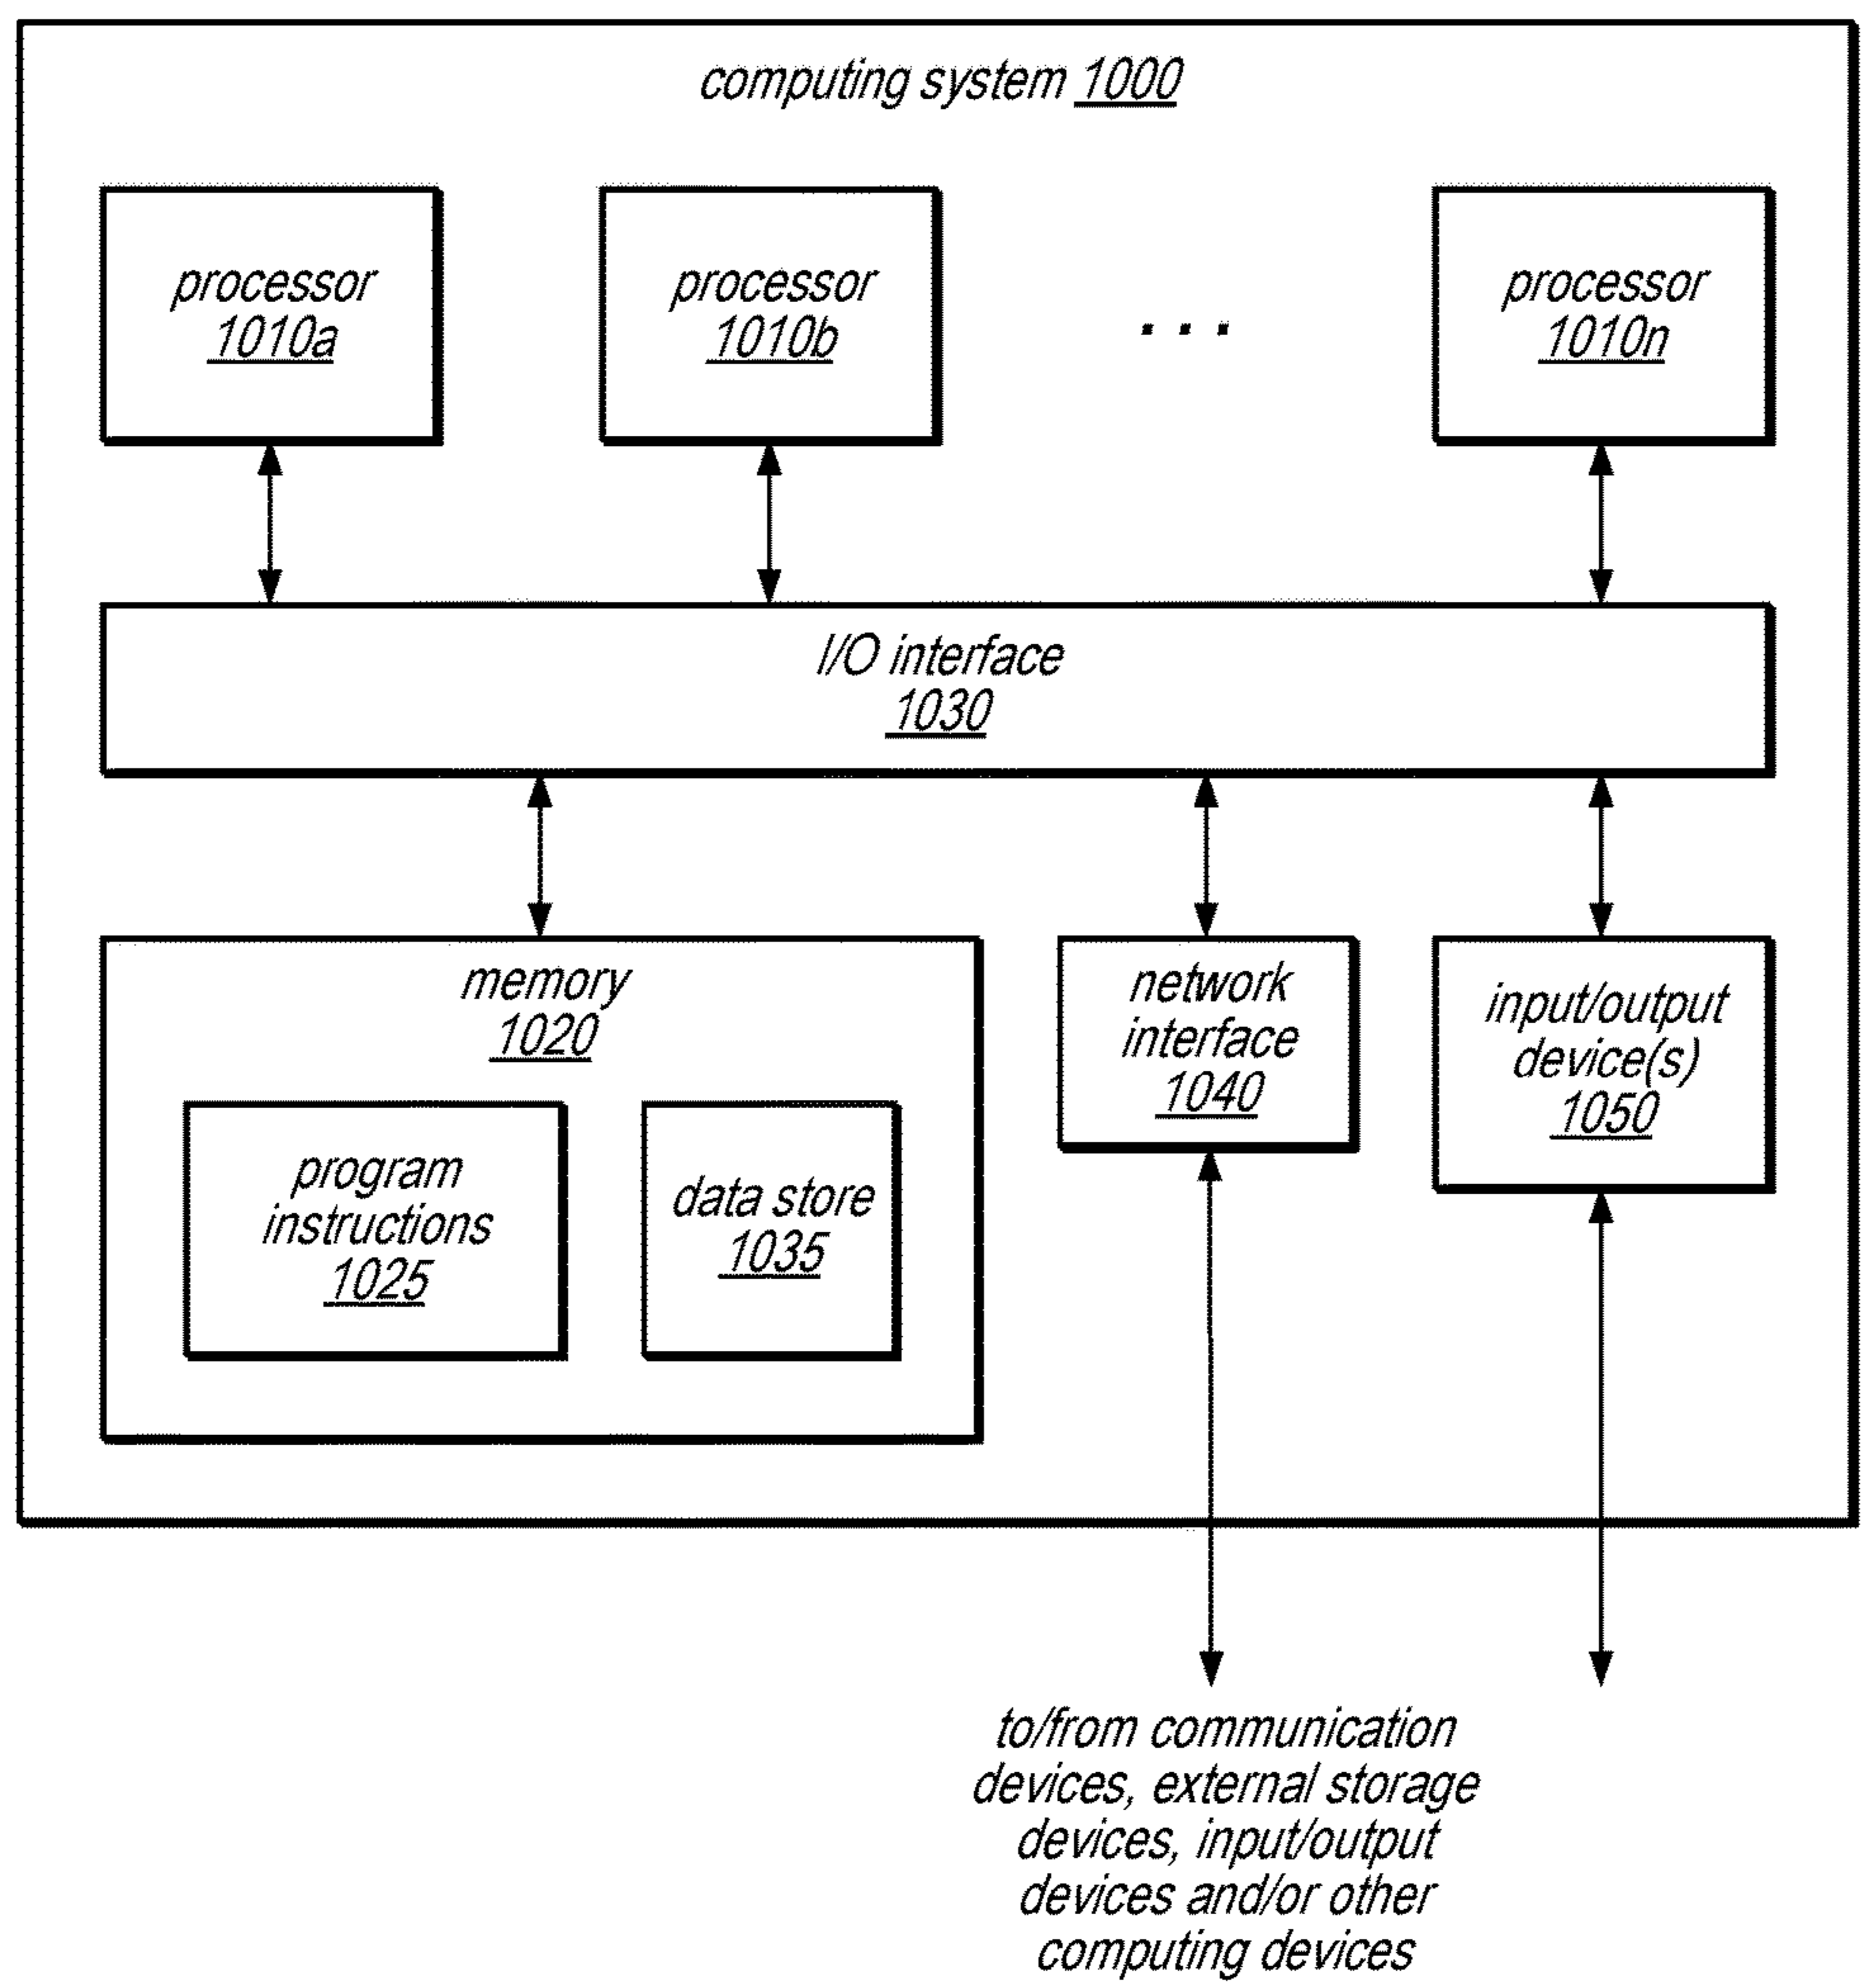 computing system 1000
processor
1010a
processor
1010b
. . .
processor
1010n
I/O interface
1030
memory
1020
program
instructions
1025
data store
1035
network
interface
1040
input/output
device(s)
1050
to/from communication
devices, external storage
devices, input/output
devices and/or other
computing devices